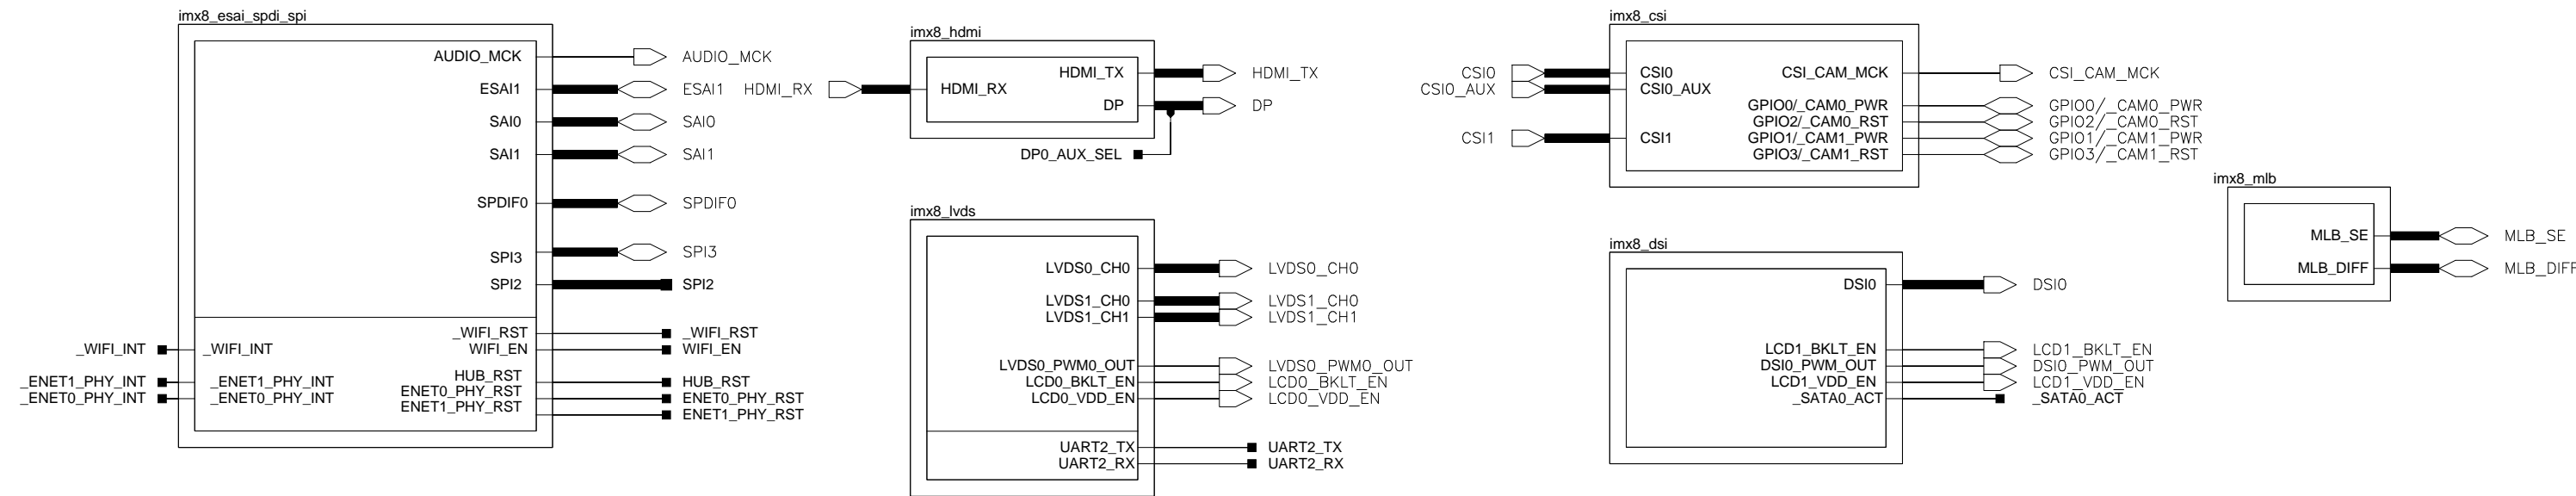 imx8_esai_spdi_spi
AUDIO_MCK AUDIO_MCK
ESAI1 ESAI1
SAI0 SAI0
SAI1 SAI1
SPDIF0 SPDIF0
SPI3 SPI3
SPI2 SPI2
_WIFI_RST _WIFI_RST
_WIFI_INT _WIFI_INT WIFI_EN WIFI_EN
_ENET1_PHY_INT _ENET1_PHY_INT HUB_RST HUB_RST
_ENET0_PHY_INT _ENET0_PHY_INT ENET0_PHY_RST ENET0_PHY_RST
ENET1_PHY_RST ENET1_PHY_RST
imx8_hdmi
HDMI_TX HDMI_TX
HDMI_RX HDMI_RX
DP DP
DP0_AUX_SEL
imx8_lvds
LVDS0_CH0 LVDS0_CH0
LVDS1_CH0 LVDS1_CH0
LVDS1_CH1 LVDS1_CH1
LVDS0_PWM0_OUT LVDS0_PWM0_OUT
LCD0_BKLT_EN LCD0_BKLT_EN
LCD0_VDD_EN LCD0_VDD_EN
UART2_TX UART2_TX
UART2_RX UART2_RX
imx8_csi
CSI0 CSI0 CSI_CAM_MCK CSI_CAM_MCK
CSI0_AUX CSI0_AUX
GPIO0/_CAM0_PWR GPIO0/_CAM0_PWR
GPIO2/_CAM0_RST GPIO2/_CAM0_RST
CSI1 CSI1 GPIO1/_CAM1_PWR GPIO1/_CAM1_PWR
GPIO3/_CAM1_RST GPIO3/_CAM1_RST
imx8_dsi
DSI0 DSI0
LCD1_BKLT_EN LCD1_BKLT_EN
DSI0_PWM_OUT DSI0_PWM_OUT
LCD1_VDD_EN LCD1_VDD_EN
_SATA0_ACT _SATA0_ACT
imx8_mlb
MLB_SE MLB_SE
MLB_DIFF MLB_DIFF